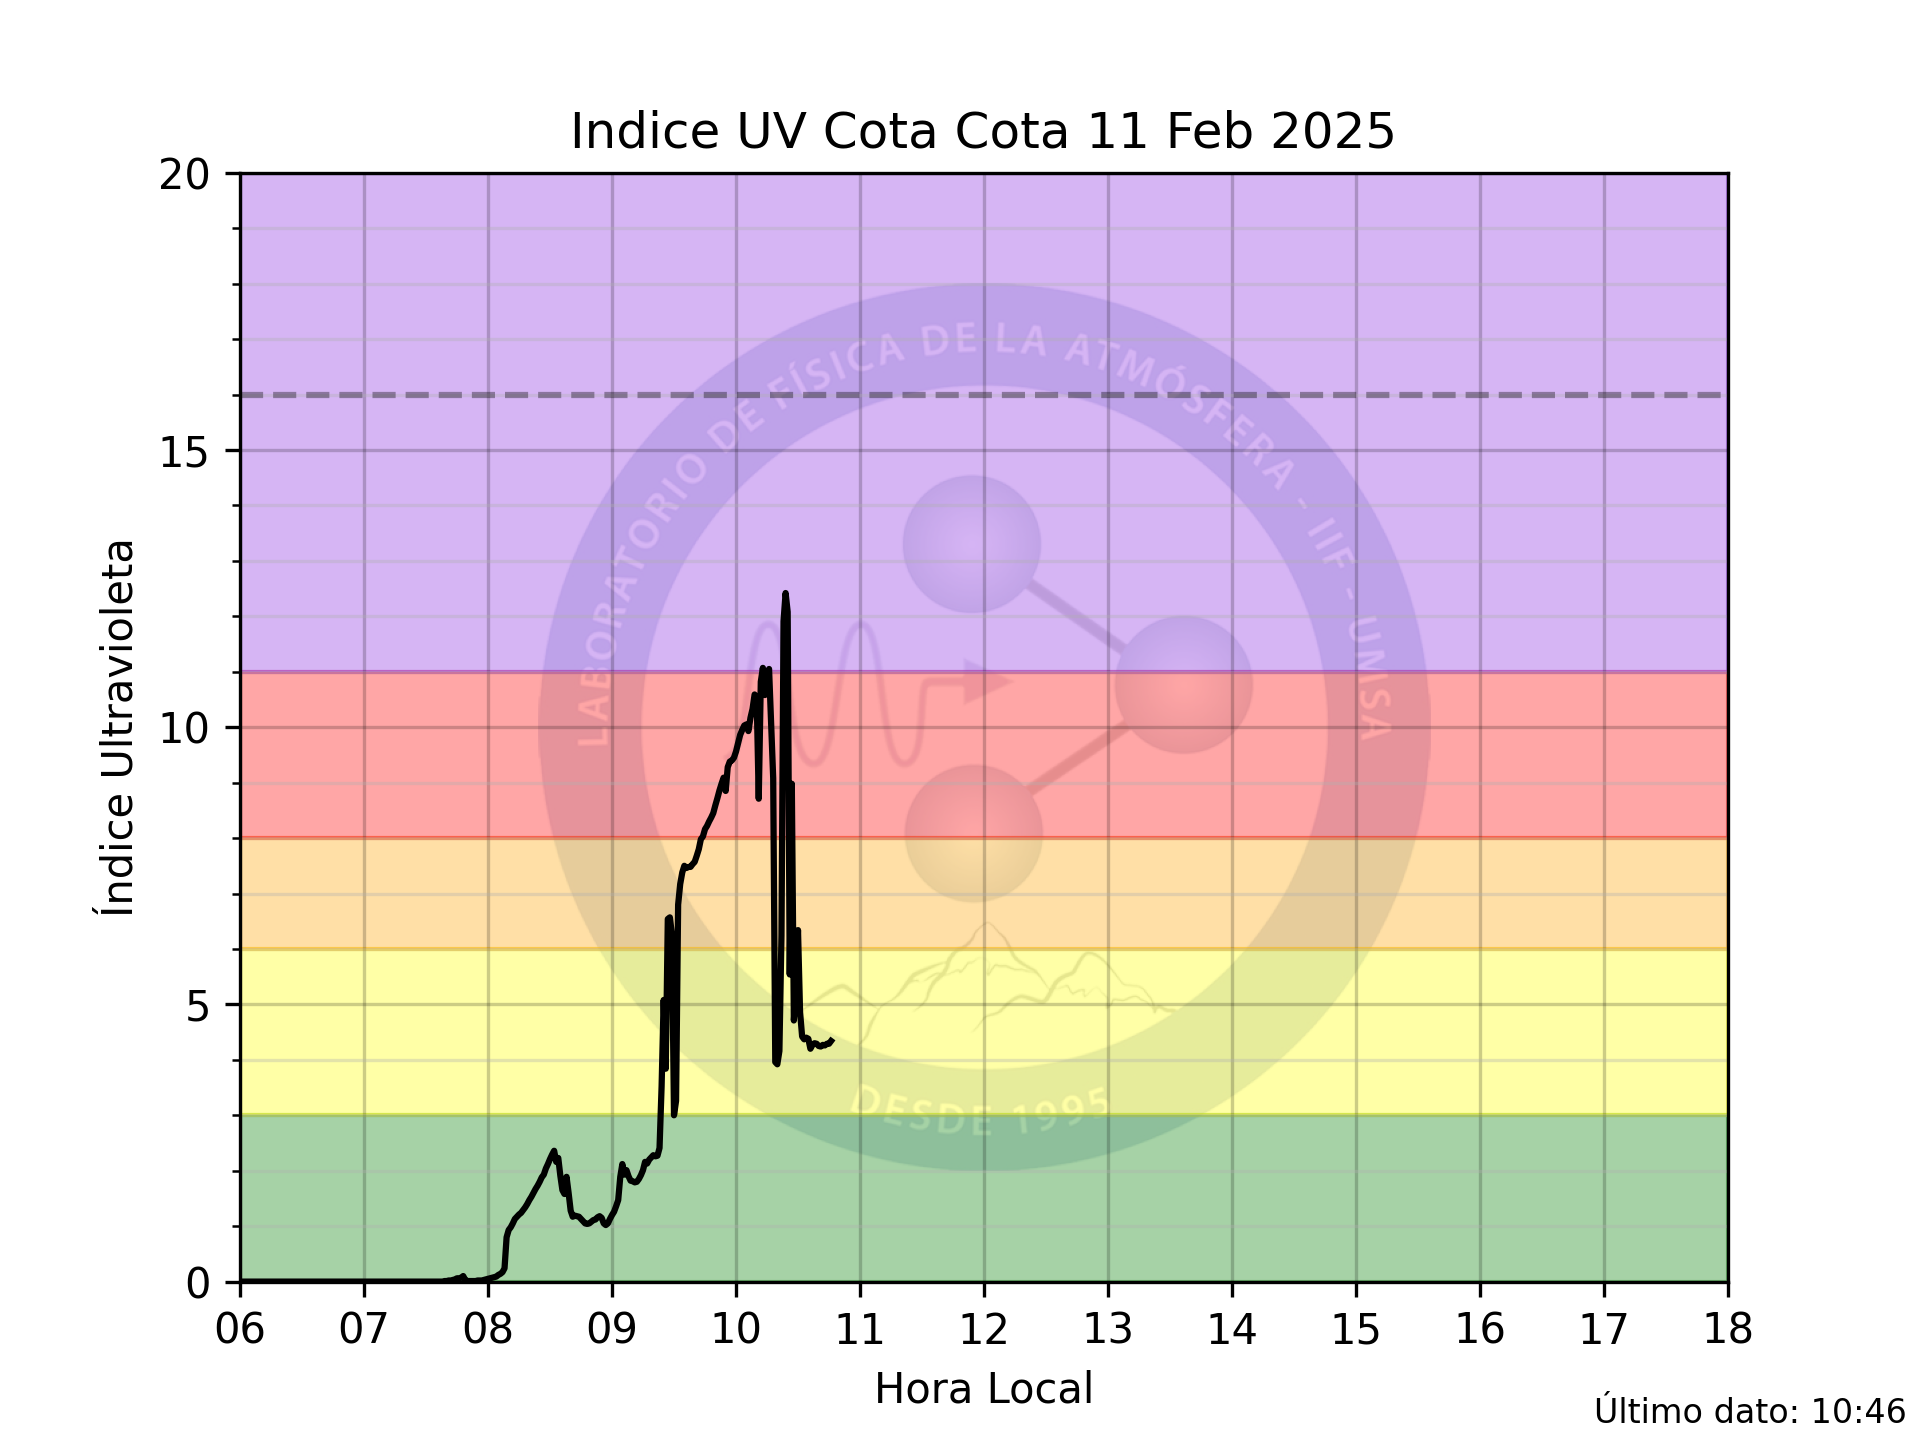 Indice UV Cota Cota 11 Feb 2025
20
15
10
5
0
Índice Ultravioleta
LABORATORIO DE FÍSICA DE LA ATMÓSFERA - IIF - UMSA
DESDE 1995
06 07 08 09 10 11 12 13 14 15 16 17 18
Hora Local
Último dato: 10:46